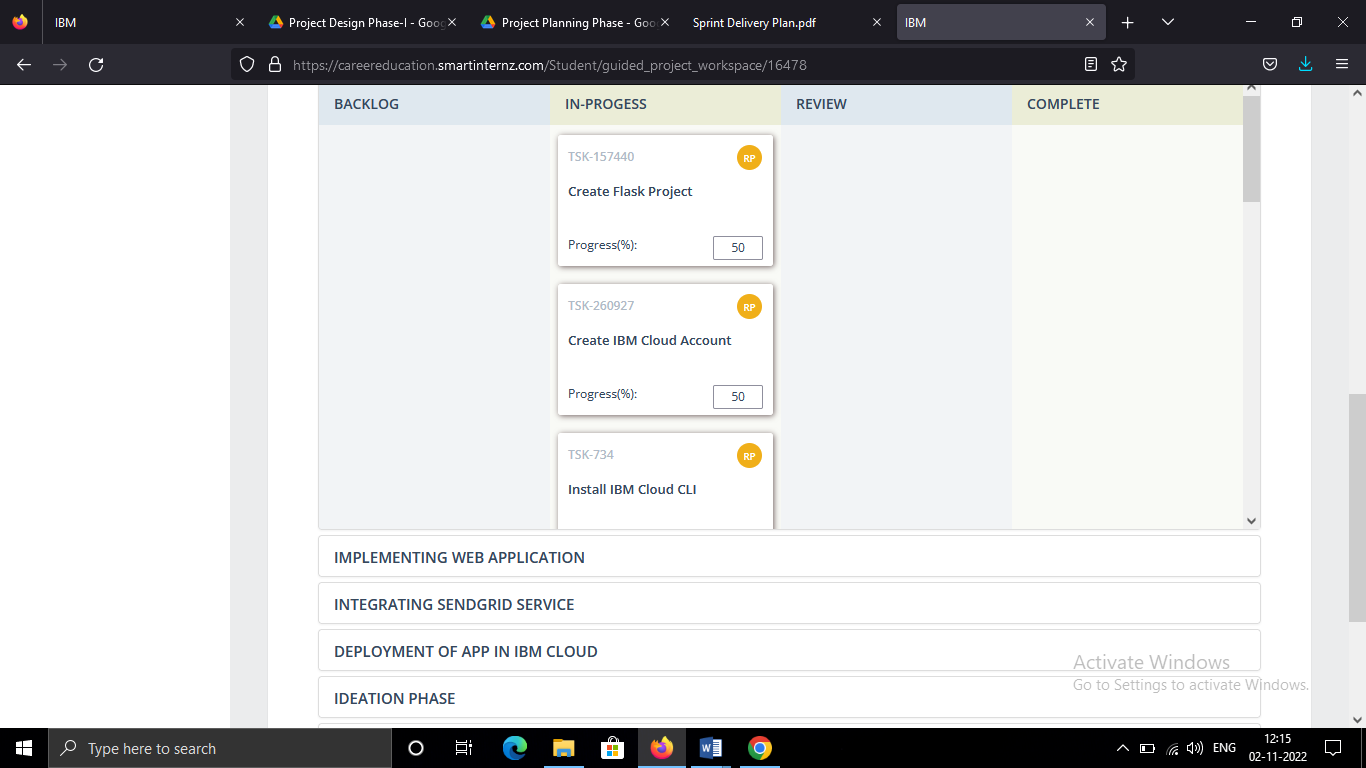 IBM
Project Design Phase-I - Goog
Project Planning Phase - Goo
Sprint Delivery Plan.pdf
IBM
https://careereducation.smartinternz.com/Student/guided_project_workspace/16478
BACKLOG
IN-PROGESS
REVIEW
COMPLETE
TSK-157440
RP
Create Flask Project
Progress(%):
50
TSK-260927
RP
Create IBM Cloud Account
Progress(%):
50
TSK-734
RP
Install IBM Cloud CLI
IMPLEMENTING WEB APPLICATION
INTEGRATING SENDGRID SERVICE
DEPLOYMENT OF APP IN IBM CLOUD
IDEATION PHASE
Activate Windows
Go to Settings to activate Windows.
Type here to search
ENG
12:15
02-11-2022